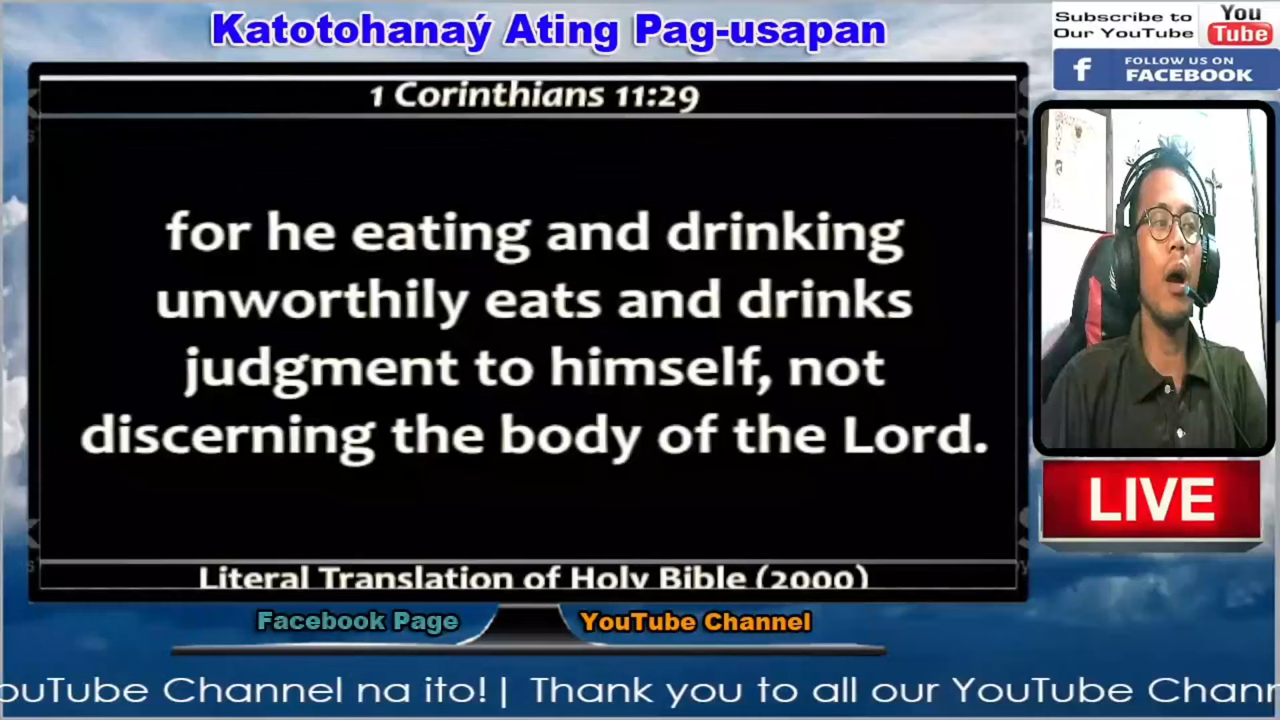 Katotohanaý Ating Pag-usapan
Subscribe to
Our YouTube
You
Tube
f
FOLLOW US ON
FACEBOOK
1 Corinthians 11:29
for he eating and drinking
unworthily eats and drinks
judgment to himself, not
discerning the body of the Lord.
Literal Translation of Holy Bible (2000)
LIVE
Facebook Page
YouTube Channel
ouTube Channel na ito! | Thank you to all our YouTube Chann